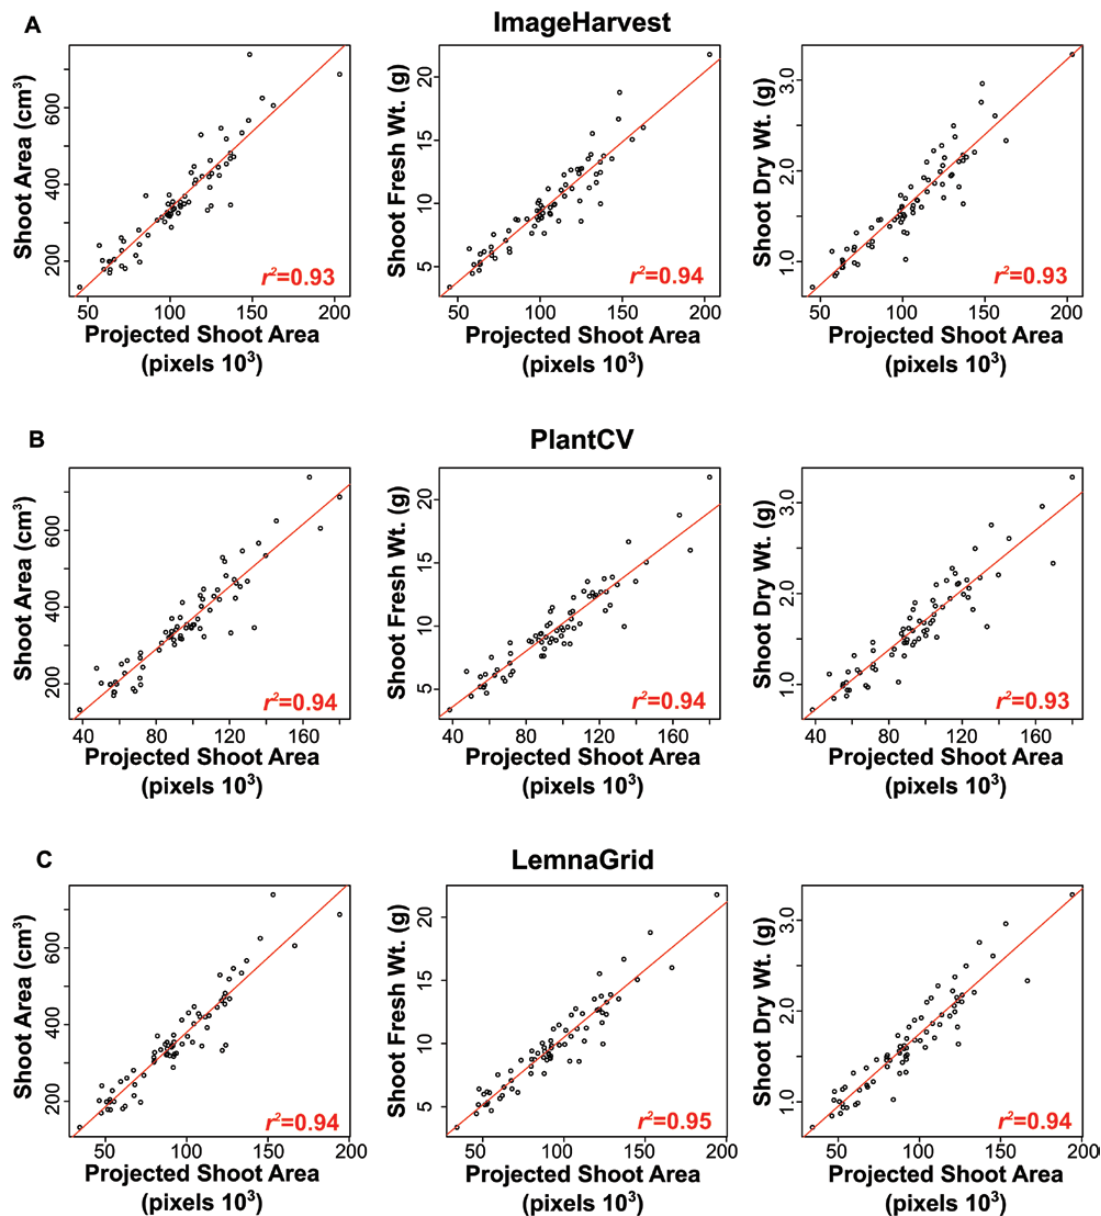 A
ImageHarvest
Shoot Area (cm³)
200
400
600
r²=0.93
50
100
150
200
Projected Shoot Area
(pixels 10³)
Shoot Fresh Wt. (g)
5
10
15
20
r²=0.94
50
100
150
200
Projected Shoot Area
(pixels 10³)
Shoot Dry Wt. (g)
1.0
2.0
3.0
r²=0.93
50
100
150
200
Projected Shoot Area
(pixels 10³)
B
PlantCV
Shoot Area (cm³)
200
400
600
r²=0.94
40
80
120
160
Projected Shoot Area
(pixels 10³)
Shoot Fresh Wt. (g)
5
10
15
20
r²=0.94
40
80
120
160
Projected Shoot Area
(pixels 10³)
Shoot Dry Wt. (g)
1.0
2.0
3.0
r²=0.93
40
80
120
160
Projected Shoot Area
(pixels 10³)
C
LemnaGrid
Shoot Area (cm³)
200
400
600
r²=0.94
50
100
150
200
Projected Shoot Area
(pixels 10³)
Shoot Fresh Wt. (g)
5
10
15
20
r²=0.95
50
100
150
200
Projected Shoot Area
(pixels 10³)
Shoot Dry Wt. (g)
1.0
2.0
3.0
r²=0.94
50
100
150
200
Projected Shoot Area
(pixels 10³)